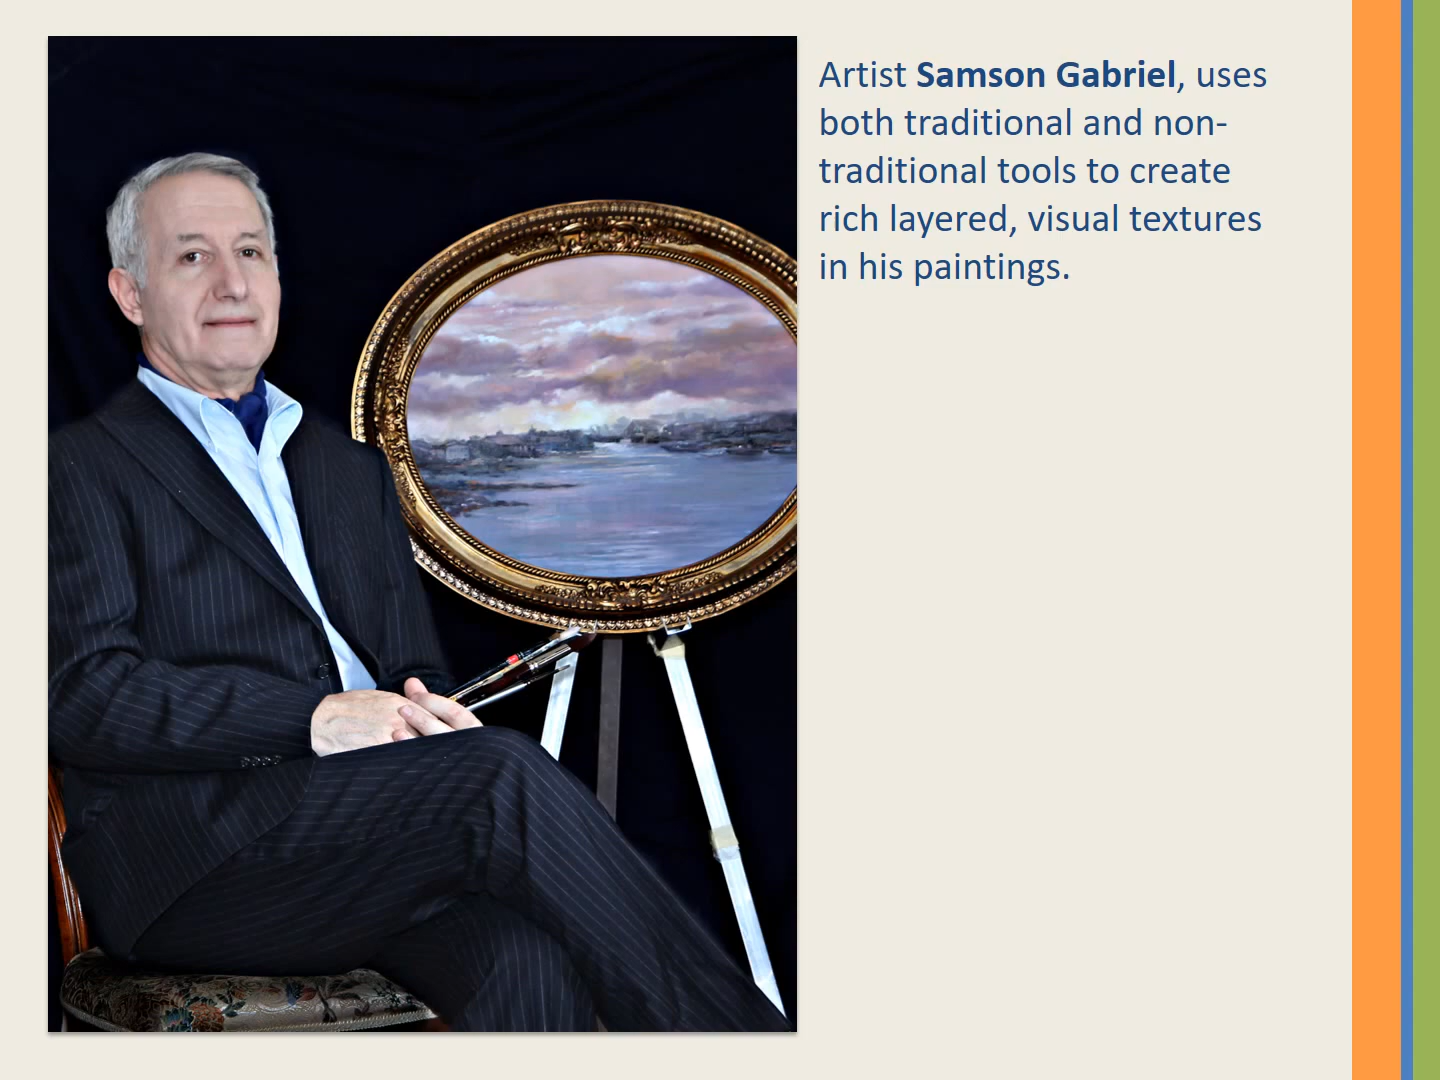 Artist Samson Gabriel, uses
both traditional and non-
traditional tools to create
rich layered, visual textures
in his paintings.